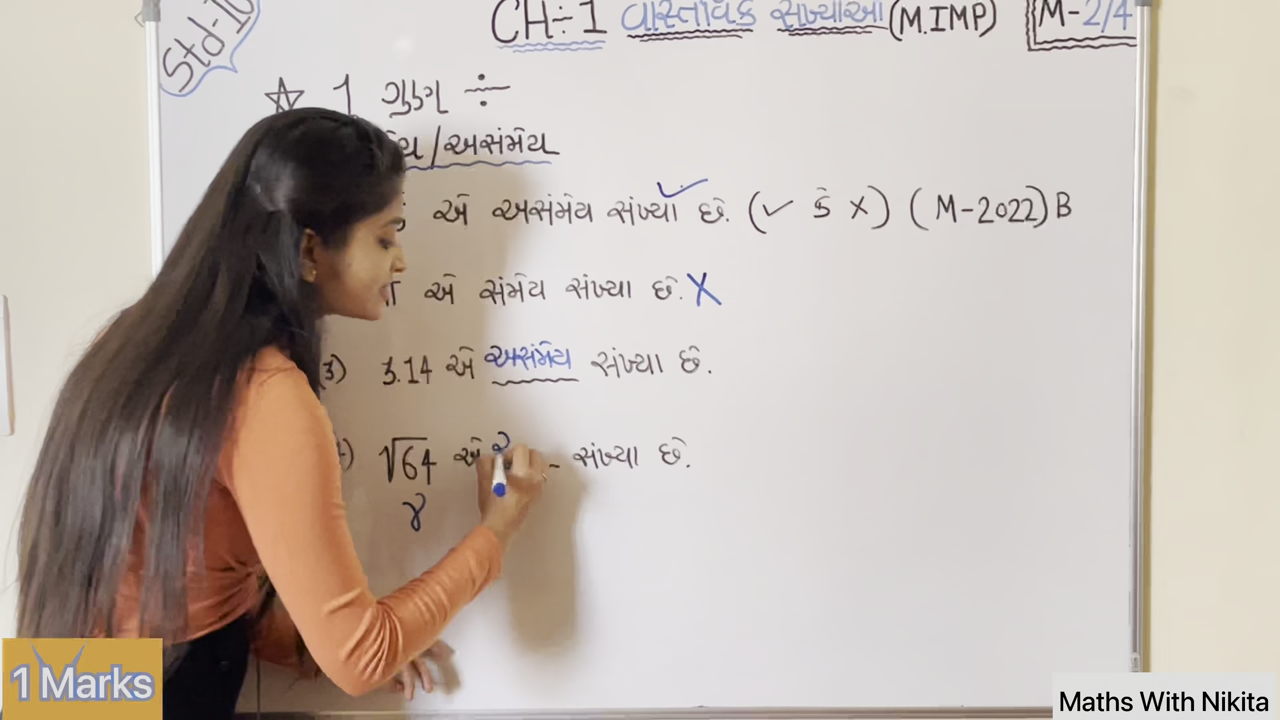 Std-10
CH÷1 વાસ્તવિક સંખ્યાઓ (M.IMP) M-2/4
☆ 1 ગુણ ÷
/અસંમેય
એ અસંમેય સંખ્યા છે. ✓ (✓ કે X) (M-2022) B
એ સંમેય સંખ્યા છે. X
(3) 3.14 એ અસંમેય સંખ્યા છે.
√64 એ સંખ્યા છે.
8
1 Marks
Maths With Nikita